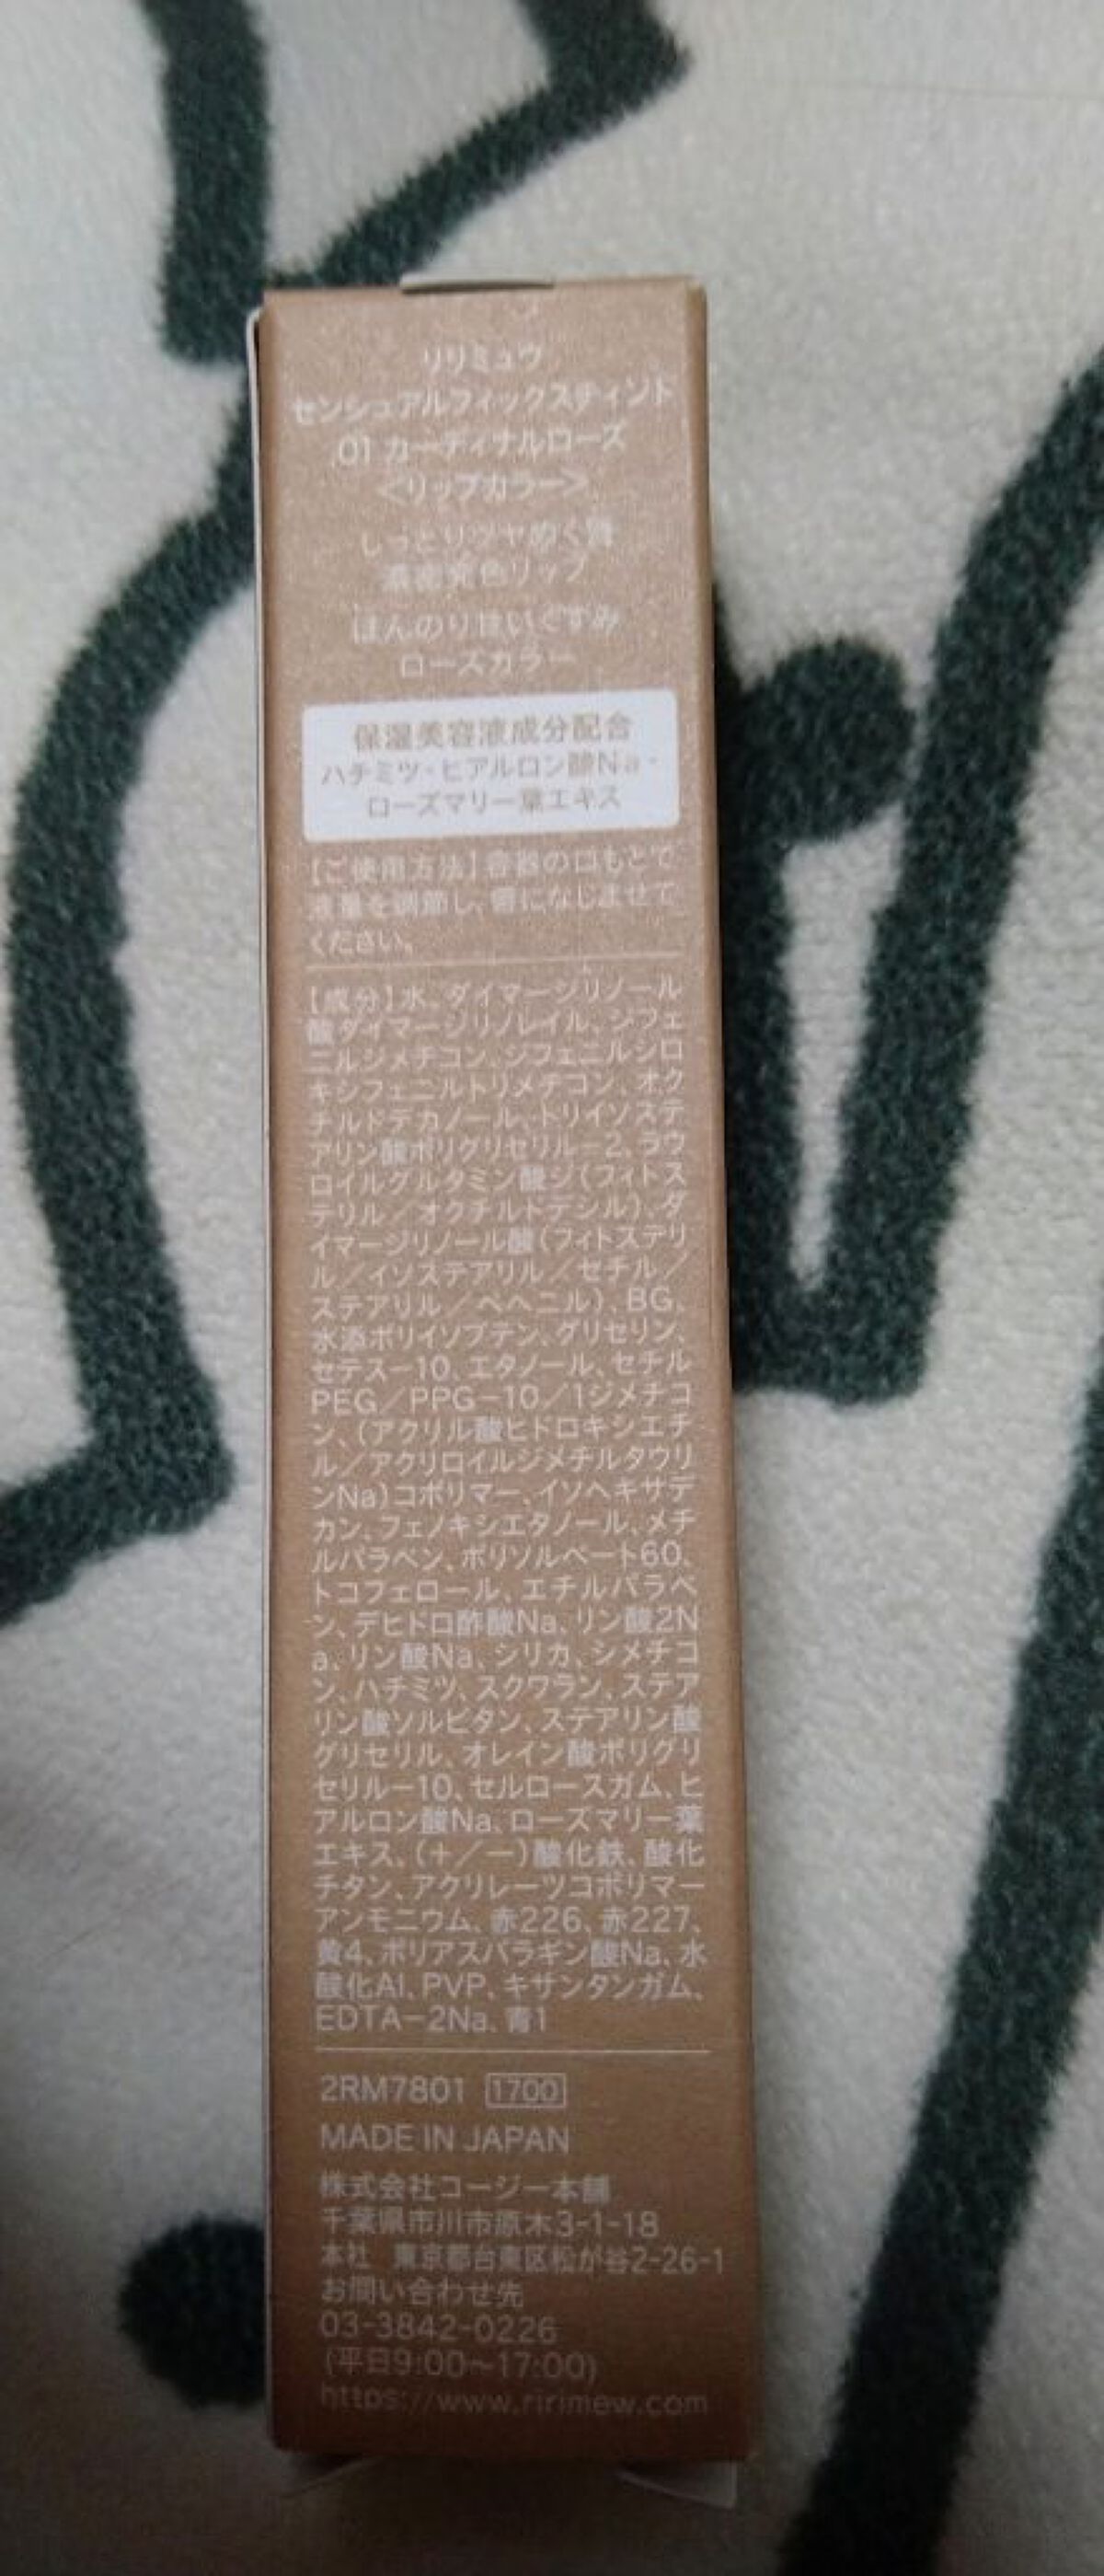 リリミュウ
センシュアルフィックスティント
01 カーディナルローズ
<リップカラー>
しっとりツヤめく唇
濃密発色リップ
ほんのり甘いくすみ
ローズカラー
保湿美容液成分配合
ハチミツ・ヒアルロン酸Na・
ローズマリー葉エキス
【ご使用方法】容器の口もとで
液量を調節し、唇になじませて
ください。
【成分】水、ダイマージリノール
酸ダイマージリノレイル、ジフェ
ニルジメチコン、ジフェニルシロ
キシフェニルトリメチコン、オク
チルドデカノール、トリイソステ
アリン酸ポリグリセリル－2、ラウ
ロイルグルタミン酸ジ(フィトス
テリル／オクチルドデシル)、ダ
イマージリノール酸(フィトステリ
ル／イソステアリル／セチル／
ステアリル／ベヘニル)、BG、
水添ポリイソブテン、グリセリン、
セテス－10、エタノール、セチル
PEG／PPG－10／1ジメチコ
ン、(アクリル酸ヒドロキシエチ
ル／アクリロイルジメチルタウリ
ンNa)コポリマー、イソヘキサデ
カン、フェノキシエタノール、メチ
ルパラベン、ポリソルベート60、
トコフェロール、エチルパラベ
ン、デヒドロ酢酸Na、リン酸2N
a、リン酸Na、シリカ、シメチコ
ン、ハチミツ、スクワラン、ステア
リン酸ソルビタン、ステアリン酸
グリセリル、オレイン酸ポリグリ
セリル－10、セルロースガム、ヒ
アルロン酸Na、ローズマリー葉
エキス、(＋／－)酸化鉄、酸化
チタン、アクリレーツコポリマー
アンモニウム、赤226、赤227、
黄4、ポリアスパラギン酸Na、水
酸化Al、PVP、キサンタンガム、
EDTA－2Na、青1
2RM7801 1700
MADE IN JAPAN
株式会社コージー本舗
千葉県市川市原木3-1-18
本社 東京都台東区松が谷2-26-1
お問い合わせ先
03-3842-0226
(平日9:00～17:00)
https://www.ririmew.com